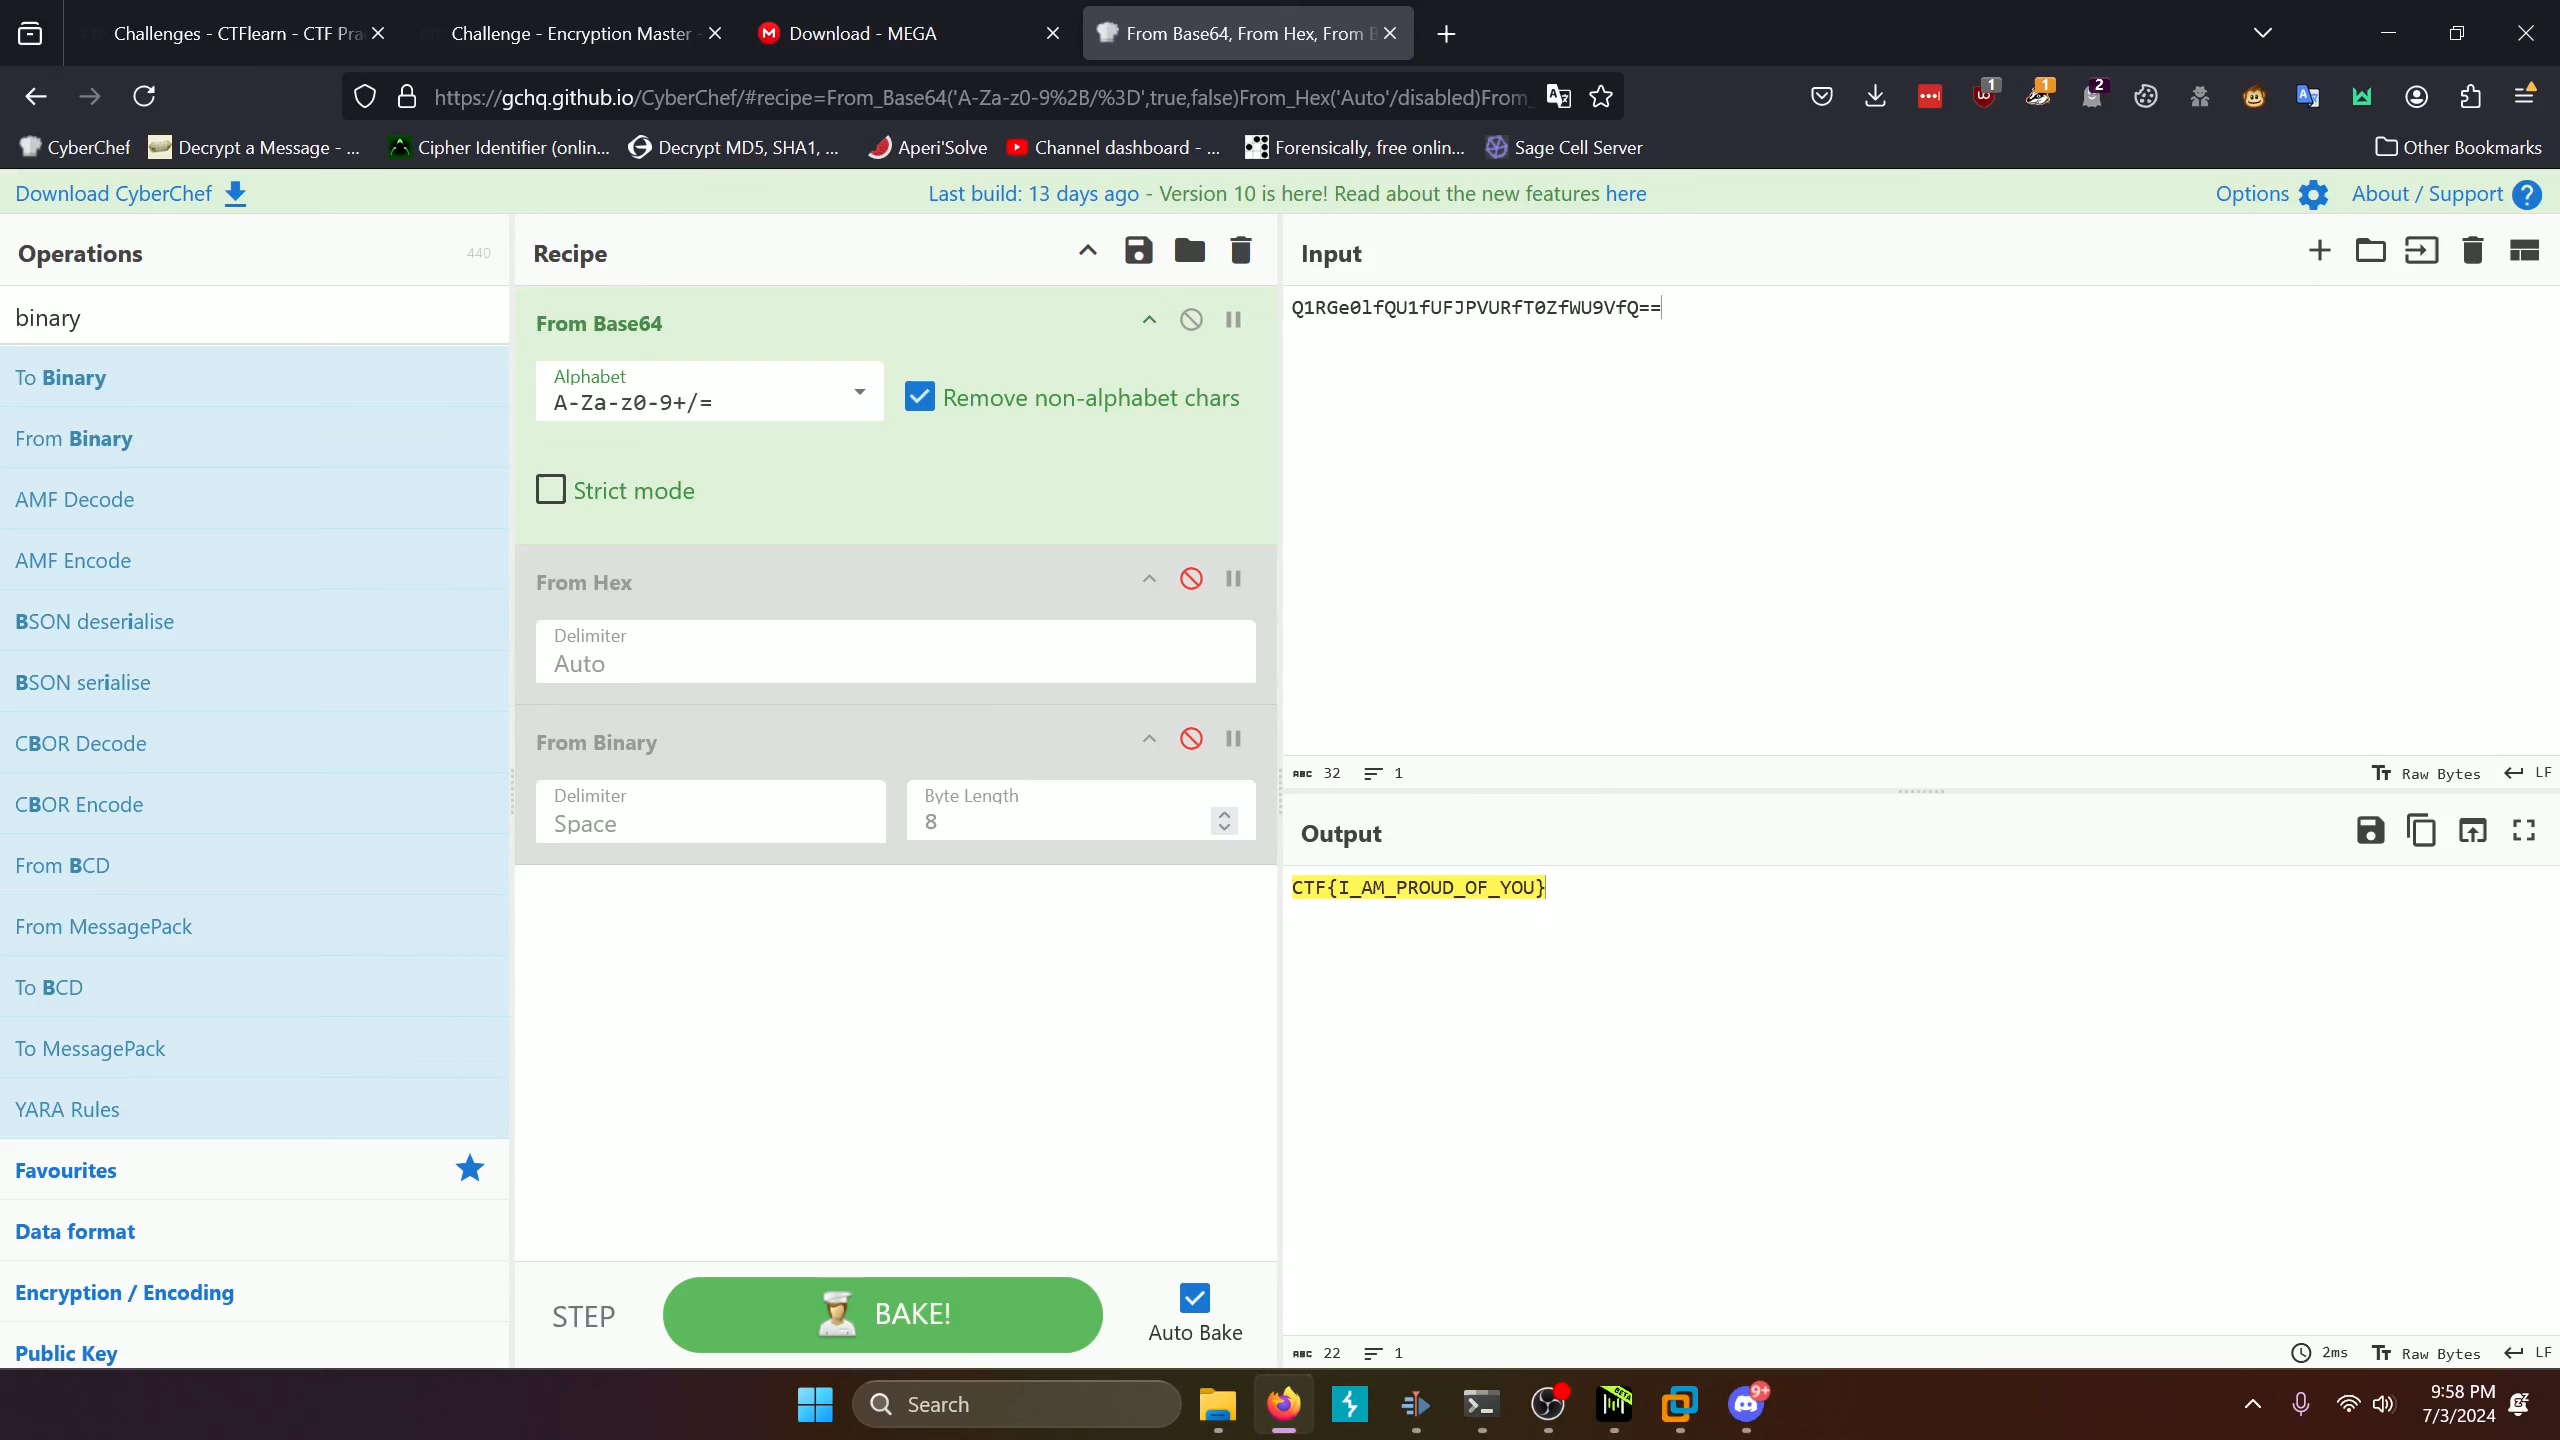 Challenges - CTFlearn - CTF Pra
Challenge - Encryption Master -
Download - MEGA
From Base64, From Hex, From B
https://gchq.github.io/CyberChef/#recipe=From_Base64('A-Za-z0-9%2B/%3D',true,false)From_Hex('Auto'/disabled)From_
1
1
2
CyberChef
Decrypt a Message - ...
Cipher Identifier (onlin...
Decrypt MD5, SHA1, ...
Aperi'Solve
Channel dashboard - ...
Forensically, free onlin...
Sage Cell Server
Other Bookmarks
Download CyberChef
Last build: 13 days ago - Version 10 is here! Read about the new features here
Options
About / Support
Operations
440
binary
To Binary
From Binary
AMF Decode
AMF Encode
BSON deserialise
BSON serialise
CBOR Decode
CBOR Encode
From BCD
From MessagePack
To BCD
To MessagePack
YARA Rules
Favourites
Data format
Encryption / Encoding
Public Key
Recipe
From Base64
Alphabet
A-Za-z0-9+/=
Remove non-alphabet chars
Strict mode
From Hex
Delimiter
Auto
From Binary
Delimiter
Space
Byte Length
8
STEP
BAKE!
Auto Bake
Input
Q1RGe0lfQU1fUFJPVURfT0ZfWU9VfQ==
ABC 32
1
Raw Bytes
LF
Output
CTF{I_AM_PROUD_OF_YOU}
ABC 22
1
2ms
Raw Bytes
LF
Search
BETA
9+
9:58 PM
7/3/2024